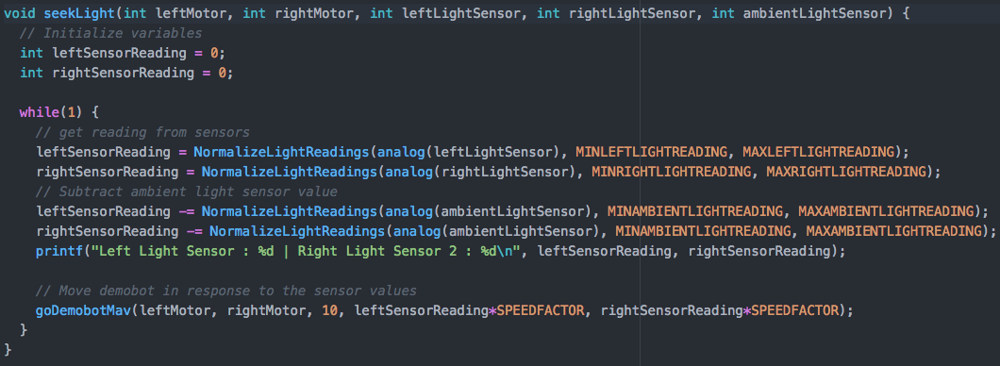 void seekLight(int leftMotor, int rightMotor, int leftLightSensor, int rightLightSensor, int ambientLightSensor) {
  // Initialize variables
  int leftSensorReading = 0;
  int rightSensorReading = 0;

  while(1) {
    // get reading from sensors
    leftSensorReading = NormalizeLightReadings(analog(leftLightSensor), MINLEFTLIGHTREADING, MAXLEFTLIGHTREADING);
    rightSensorReading = NormalizeLightReadings(analog(rightLightSensor), MINRIGHTLIGHTREADING, MAXRIGHTLIGHTREADING);
    // Subtract ambient light sensor value
    leftSensorReading -= NormalizeLightReadings(analog(ambientLightSensor), MINAMBIENTLIGHTREADING, MAXAMBIENTLIGHTREADING);
    rightSensorReading -= NormalizeLightReadings(analog(ambientLightSensor), MINAMBIENTLIGHTREADING, MAXAMBIENTLIGHTREADING);
    printf("Left Light Sensor : %d | Right Light Sensor 2 : %d\n", leftSensorReading, rightSensorReading);

    // Move demobot in response to the sensor values
    goDemobotMav(leftMotor, rightMotor, 10, leftSensorReading*SPEEDFACTOR, rightSensorReading*SPEEDFACTOR);
  }
}